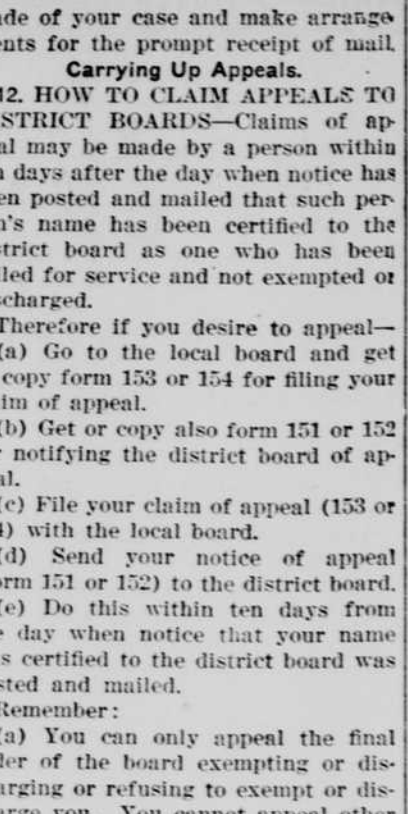 ade of your case and make arrange-
ents for the prompt receipt of mail.
Carrying Up Appeals.
12. HOW TO CLAIM APPEALS TO
ISTRICT BOARDS—Claims of ap-
al may be made by a person within
n days after the day when notice has
en posted and mailed that such per-
n's name has been certified to the
strict board as one who has been
lled for service and not exempted or
scharged.
Therefore if you desire to appeal—
(a) Go to the local board and get
copy form 153 or 154 for filing your
im of appeal.
(b) Get or copy also form 151 or 152
r notifying the district board of ap-
al.
(c) File your claim of appeal (153 or
4) with the local board.
(d) Send your notice of appeal
orm 151 or 152) to the district board.
(e) Do this within ten days from
e day when notice that your name
s certified to the district board was
sted and mailed.
Remember:
(a) You can only appeal the final
der of the board exempting or dis-
arging or refusing to exempt or dis-
arge you. You cannot appeal other